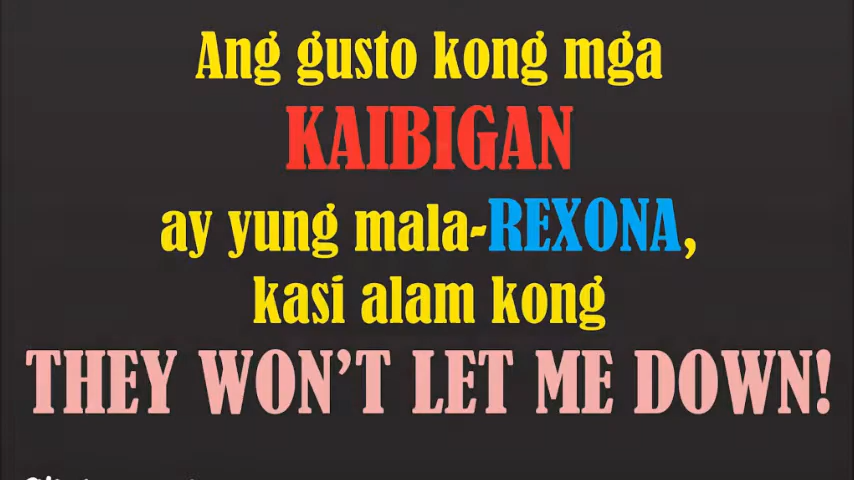 Ang gusto kong mga
KAIBIGAN
ay yung mala-REXONA,
kasi alam kong
THEY WON'T LET ME DOWN!